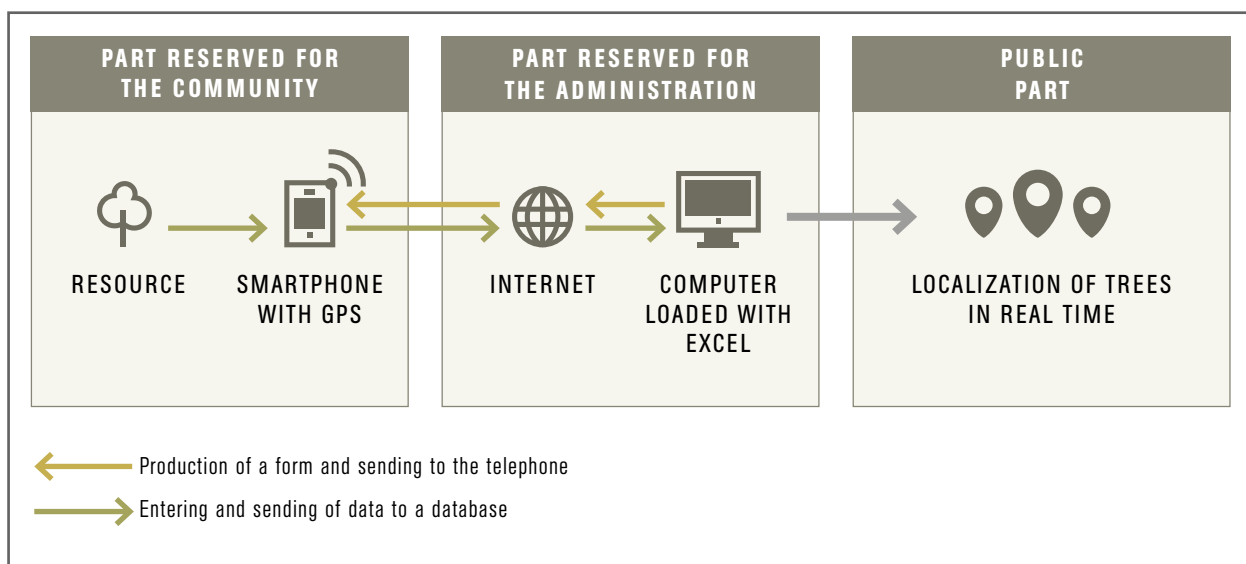 PART RESERVED FOR
THE COMMUNITY
PART RESERVED FOR
THE ADMINISTRATION
PUBLIC
PART
RESOURCE
SMARTPHONE
WITH GPS
INTERNET
COMPUTER
LOADED WITH
EXCEL
LOCALIZATION OF TREES
IN REAL TIME
Production of a form and sending to the telephone
Entering and sending of data to a database